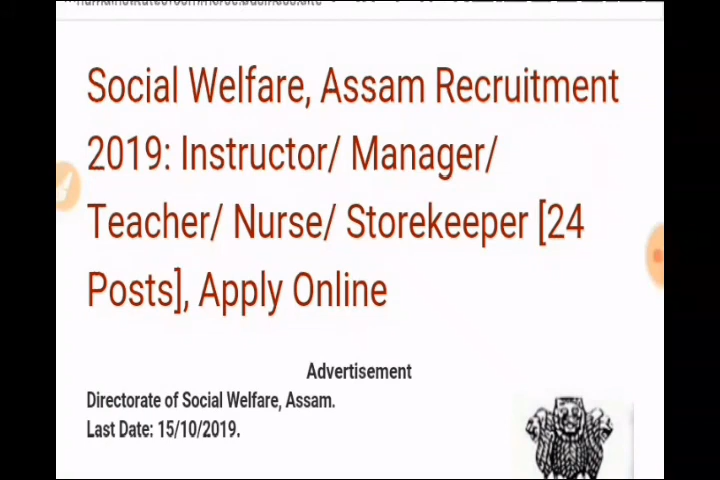 Social Welfare, Assam Recruitment
2019: Instructor/ Manager/
Teacher/ Nurse/ Storekeeper [24
Posts], Apply Online
Advertisement
Directorate of Social Welfare, Assam.
Last Date: 15/10/2019.